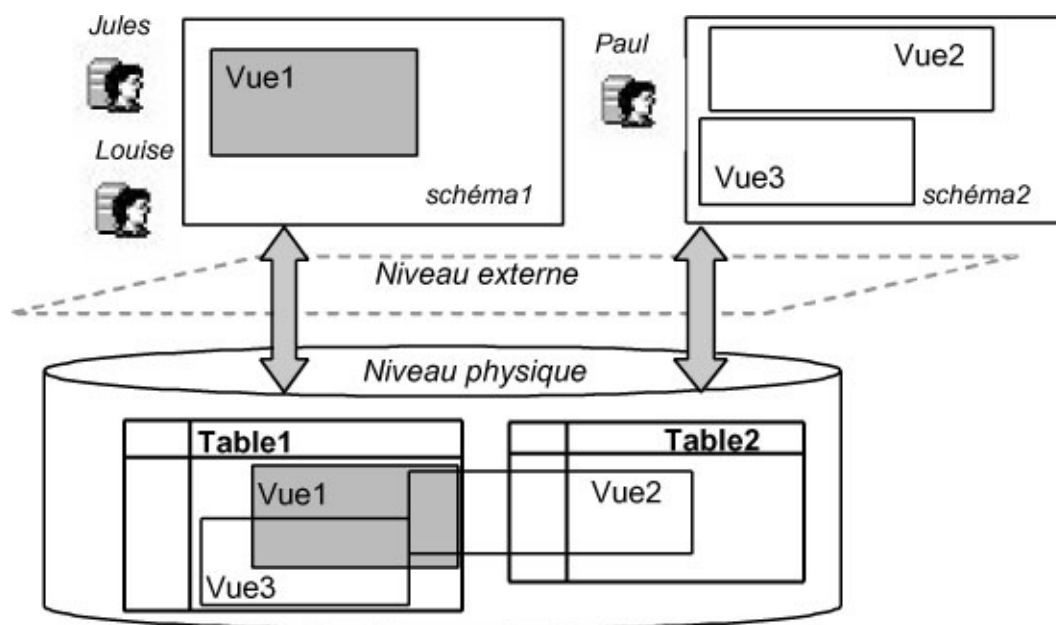 Jules
Louise
Vue1
schéma1
Paul
Vue2
Vue3
schéma2
Niveau externe
Niveau physique
Table1
Vue1
Vue3
Table2
Vue2